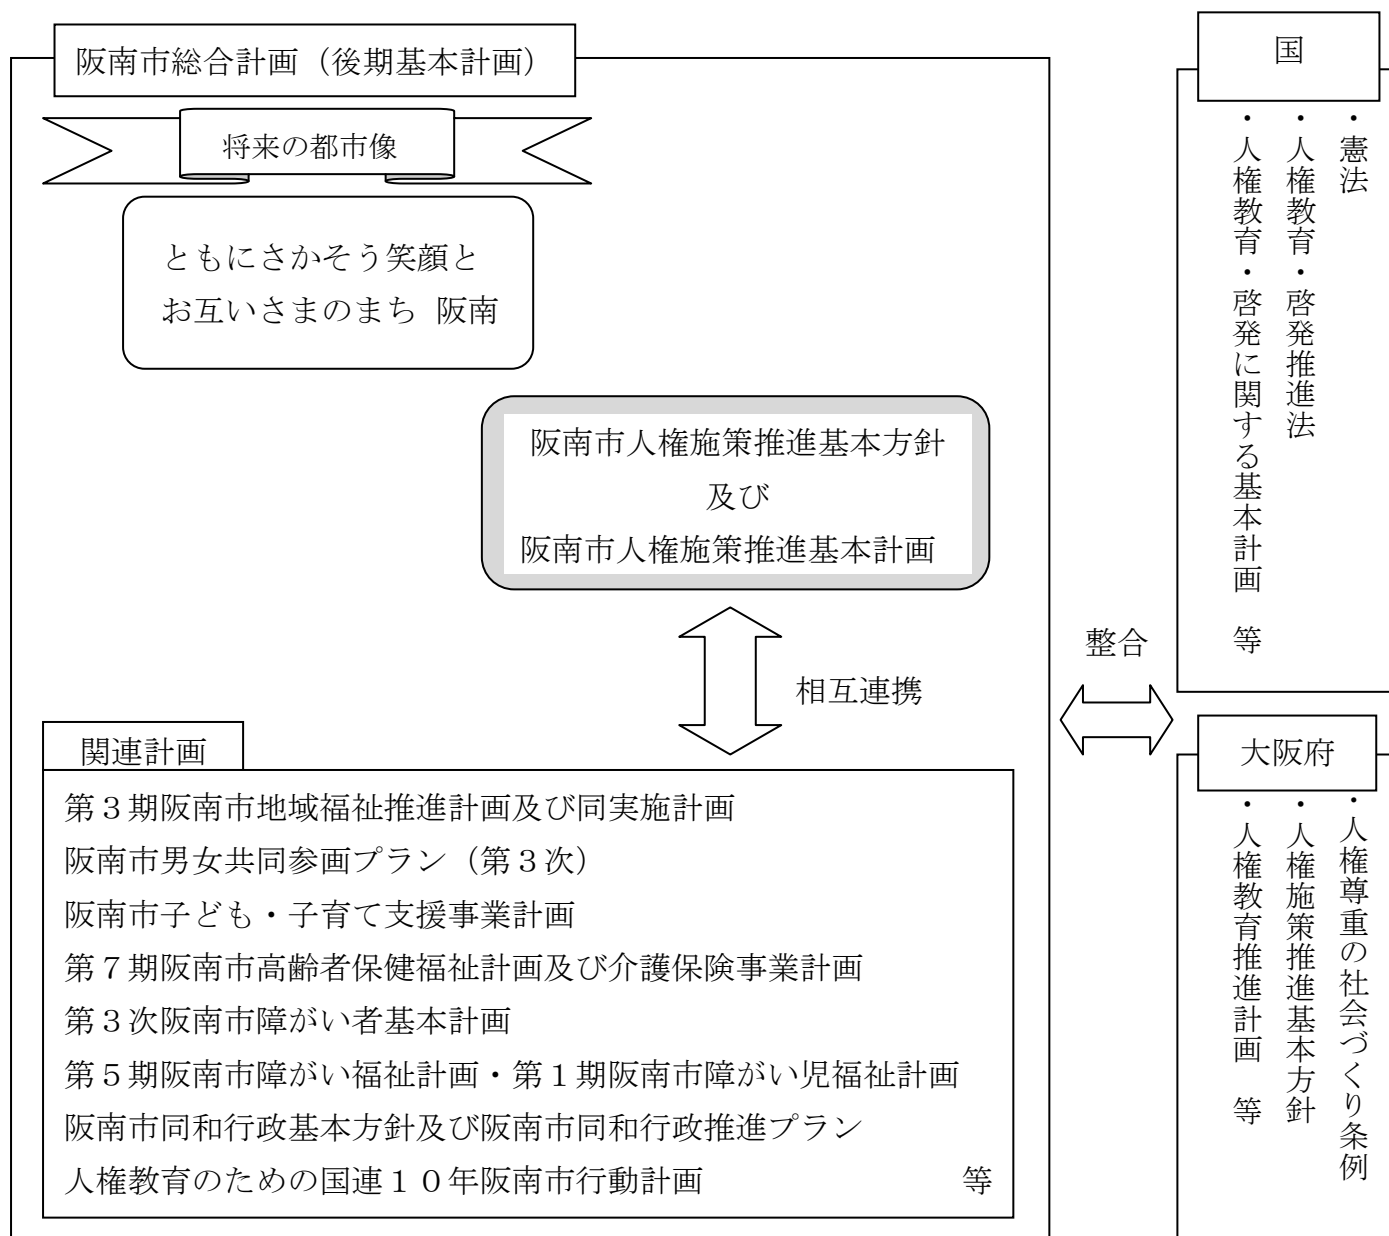 阪南市総合計画（後期基本計画）
将来の都市像
ともにさかそう笑顔と
お互いさまのまち 阪南
阪南市人権施策推進基本方針
及び
阪南市人権施策推進基本計画
相互連携
関連計画
第３期阪南市地域福祉推進計画及び同実施計画
阪南市男女共同参画プラン（第３次）
阪南市子ども・子育て支援事業計画
第７期阪南市高齢者保健福祉計画及び介護保険事業計画
第３次阪南市障がい者基本計画
第５期阪南市障がい福祉計画・第１期阪南市障がい児福祉計画
阪南市同和行政基本方針及び阪南市同和行政推進プラン
人権教育のための国連１０年阪南市行動計画　等
整合
国
・憲法
・人権教育・啓発推進法
・人権教育・啓発に関する基本計画　等
大阪府
・人権尊重の社会づくり条例
・人権施策推進基本方針
・人権教育推進計画　等